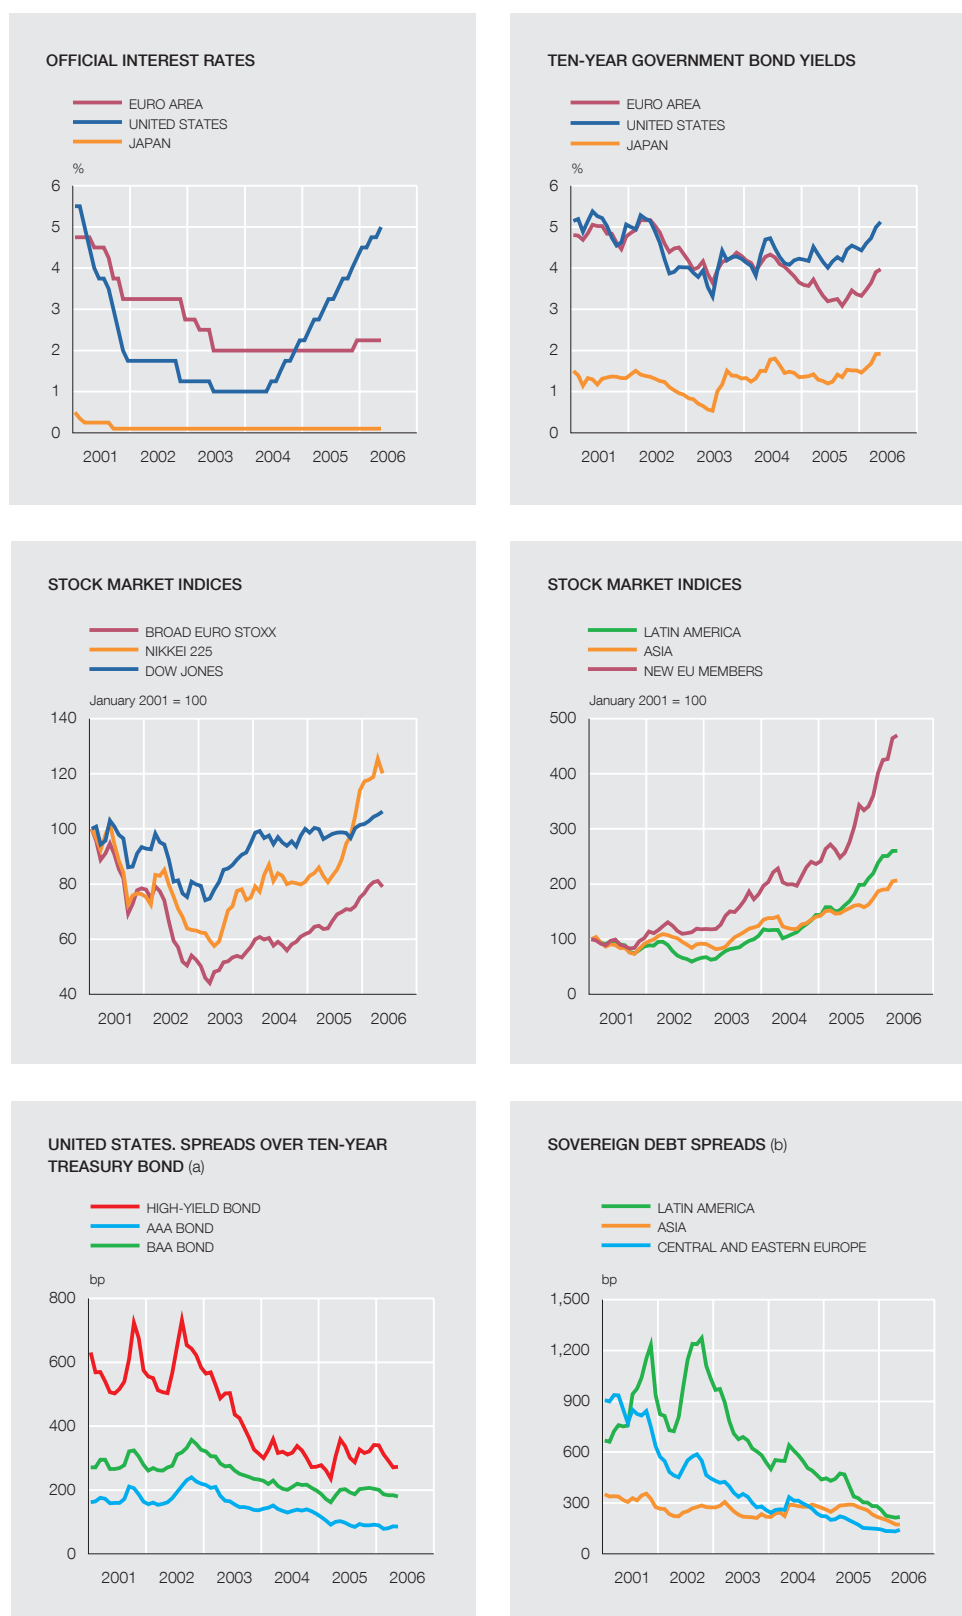 OFFICIAL INTEREST RATES
EURO AREA
UNITED STATES
JAPAN
%
6
5
4
3
2
1
0
2001 2002 2003 2004 2005 2006
TEN-YEAR GOVERNMENT BOND YIELDS
EURO AREA
UNITED STATES
JAPAN
%
6
5
4
3
2
1
0
2001 2002 2003 2004 2005 2006
STOCK MARKET INDICES
BROAD EURO STOXX
NIKKEI 225
DOW JONES
January 2001 = 100
140
120
100
80
60
40
2001 2002 2003 2004 2005 2006
STOCK MARKET INDICES
LATIN AMERICA
ASIA
NEW EU MEMBERS
January 2001 = 100
500
400
300
200
100
0
2001 2002 2003 2004 2005 2006
UNITED STATES. SPREADS OVER TEN-YEAR
TREASURY BOND (a)
HIGH-YIELD BOND
AAA BOND
BAA BOND
bp
800
600
400
200
0
2001 2002 2003 2004 2005 2006
SOVEREIGN DEBT SPREADS (b)
LATIN AMERICA
ASIA
CENTRAL AND EASTERN EUROPE
bp
1,500
1,200
900
600
300
0
2001 2002 2003 2004 2005 2006